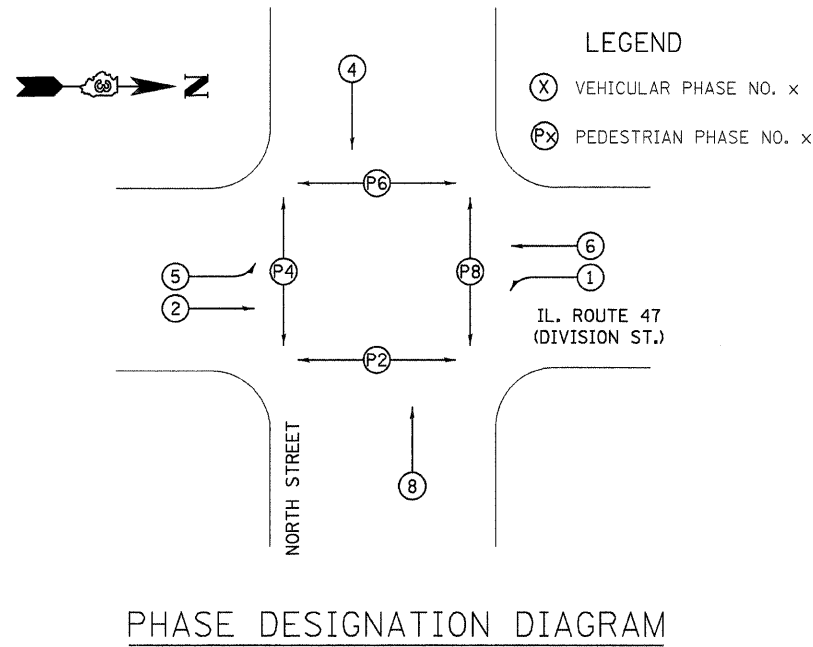 LEGEND
X VEHICULAR PHASE NO. x
Px PEDESTRIAN PHASE NO. x
N
4
P6
5
2
P4
P8
6
1
IL. ROUTE 47
(DIVISION ST.)
P2
8
NORTH STREET
PHASE DESIGNATION DIAGRAM